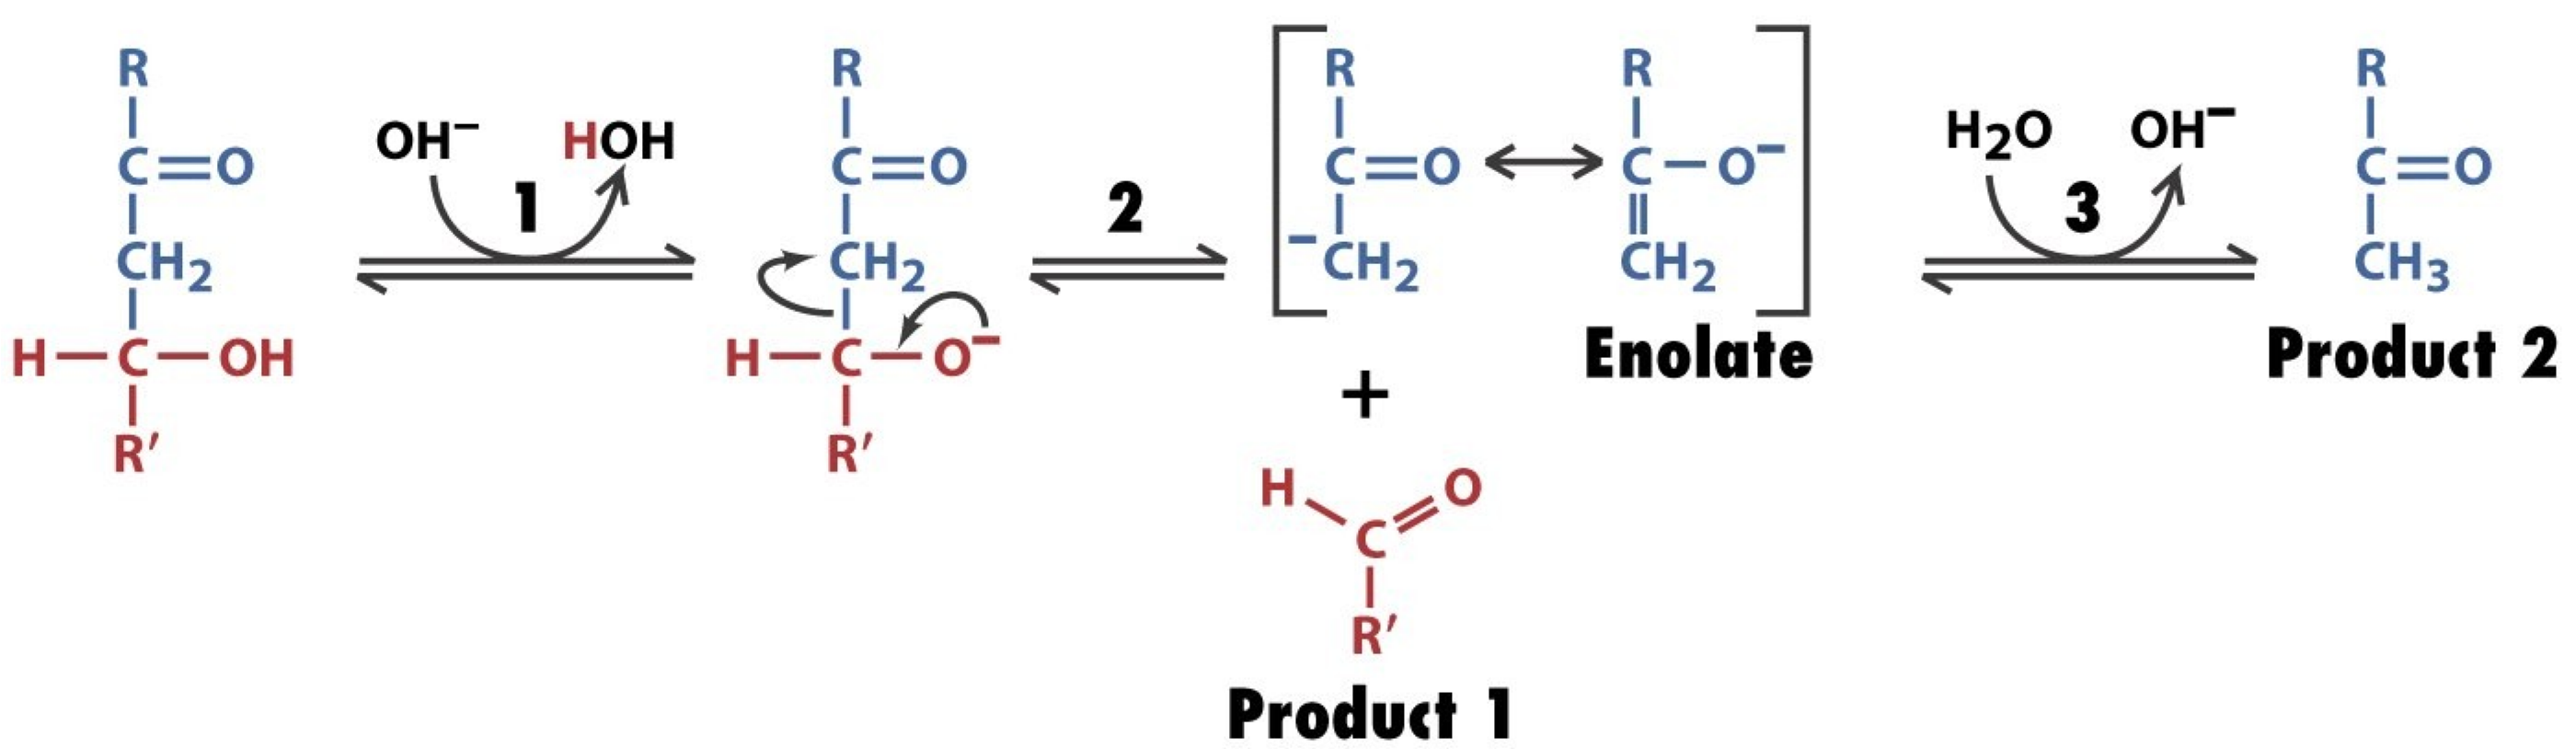 R
C=O
CH2
H—C—OH
R′
OH− HOH
1
R
C=O
CH2
H—C—O−
R′
2
R
C=O
−CH2
R
C—O−
CH2
Enolate
+
H
O
C
R′
Product 1
H2O OH−
3
R
C=O
CH3
Product 2